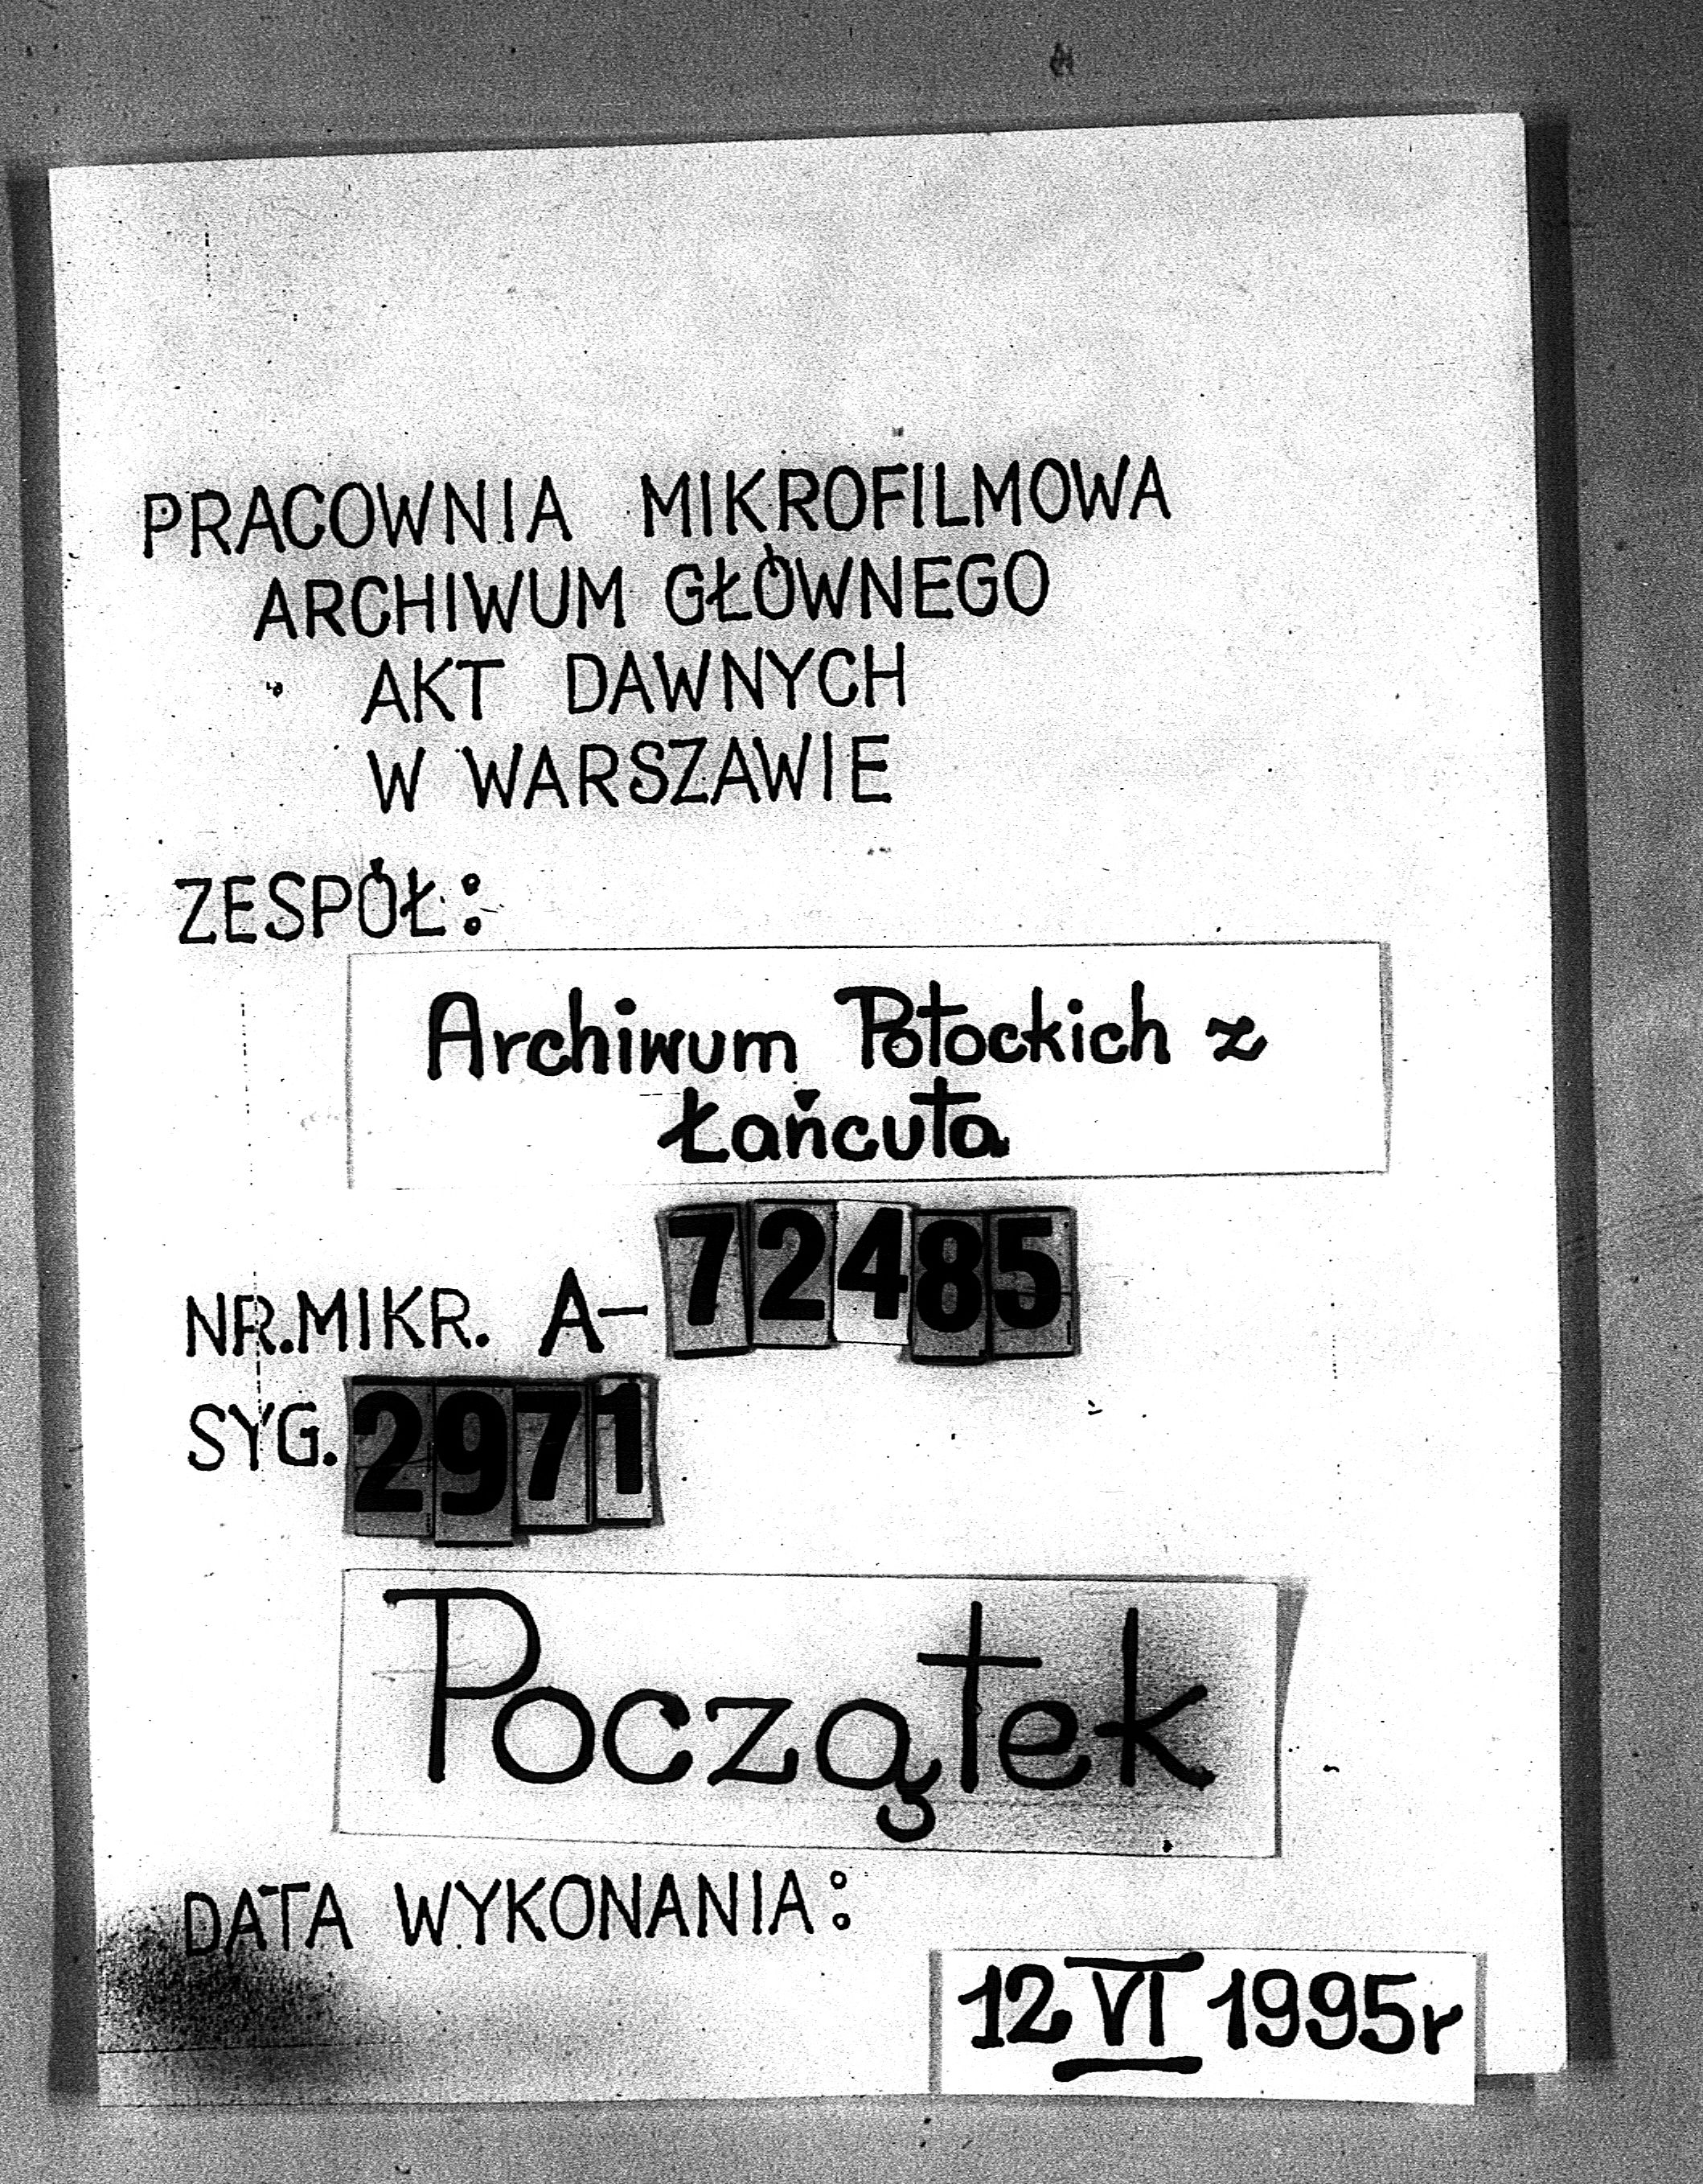 PRACOWNIA MIKROFILMOWA
ARCHIWUM GŁÓWNEGO
AKT DAWNYCH
W WARSZAWIE
ZESPÓŁ:
Archiwum Potockich z
Łańcuta
NR.MIKR. A-72485
SYG. 2971
Początek
DATA WYKONANIA:
12 VI 1995r